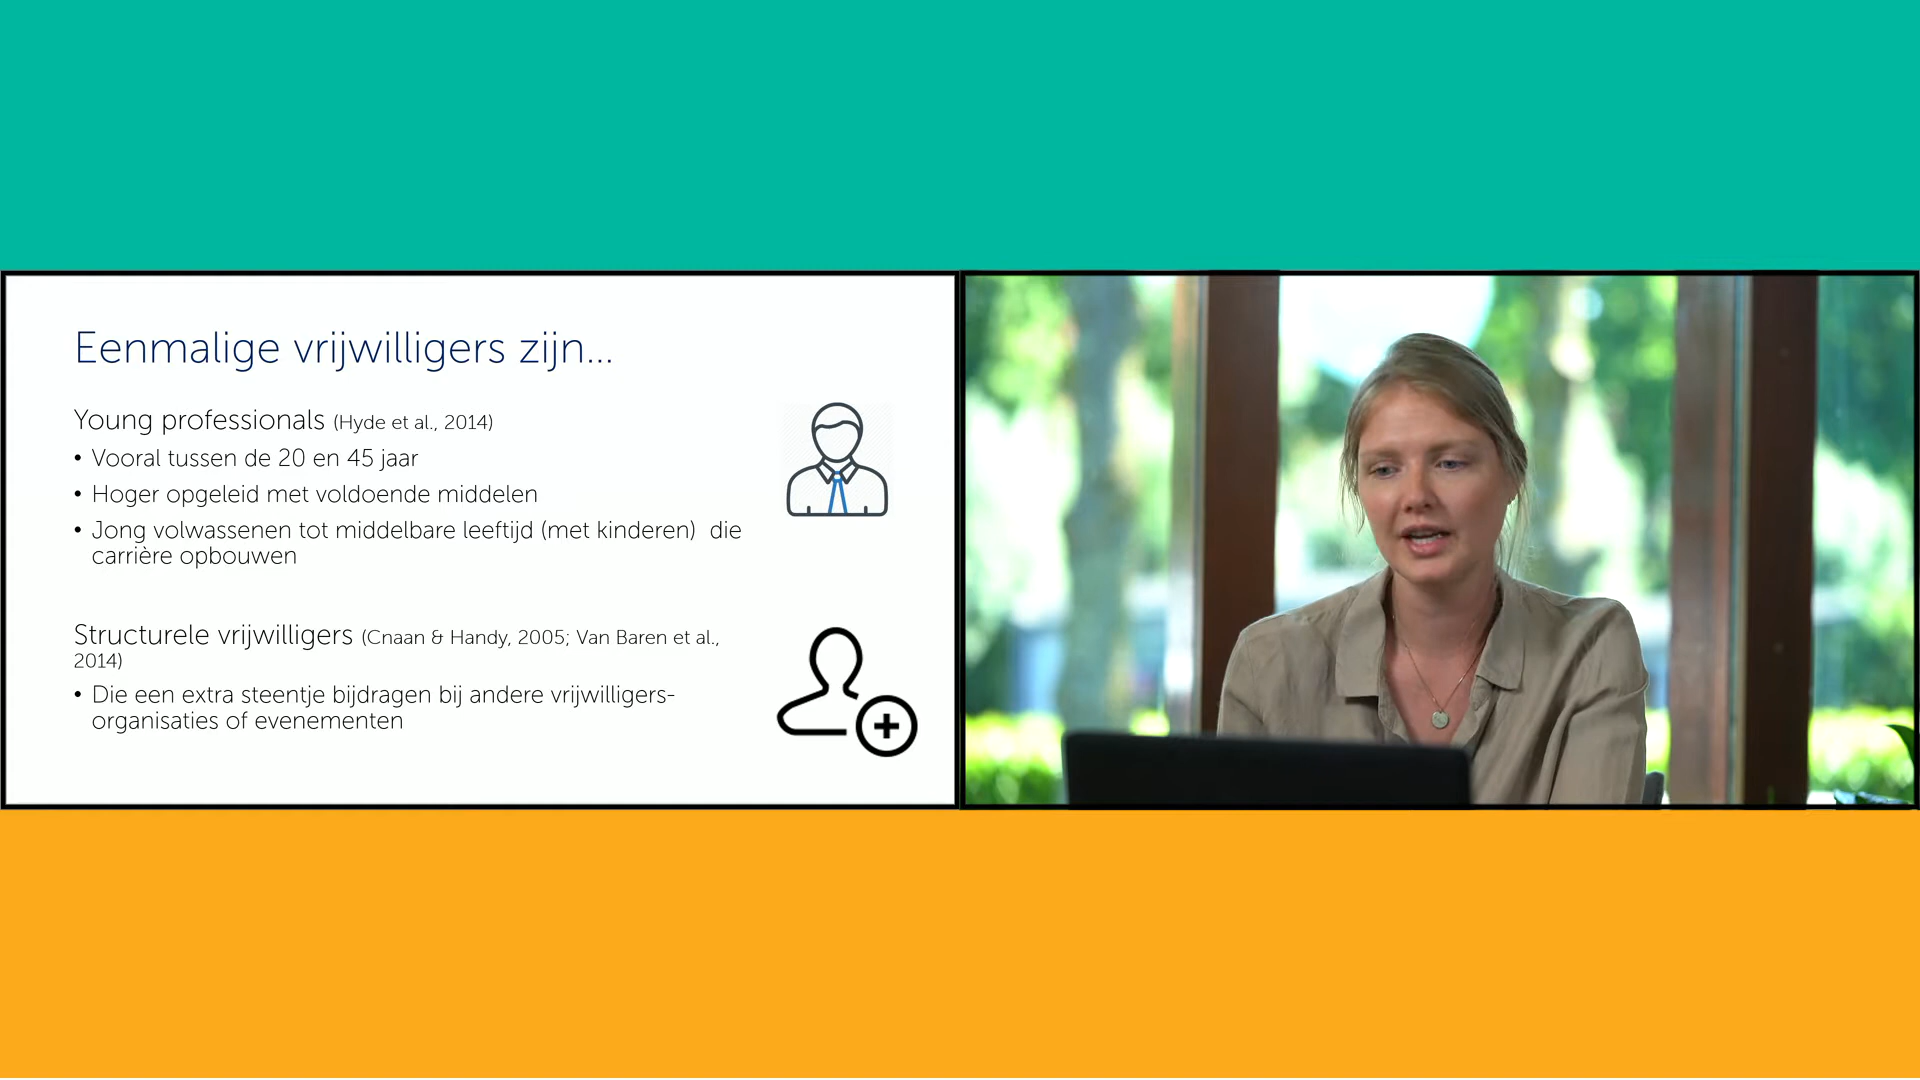 Eenmalige vrijwilligers zijn...
Young professionals (Hyde et al., 2014)
• Vooral tussen de 20 en 45 jaar
• Hoger opgeleid met voldoende middelen
• Jong volwassenen tot middelbare leeftijd (met kinderen) die
carrière opbouwen
Structurele vrijwilligers (Cnaan & Handy, 2005; Van Baren et al.,
2014)
• Die een extra steentje bijdragen bij andere vrijwilligers-
organisaties of evenementen